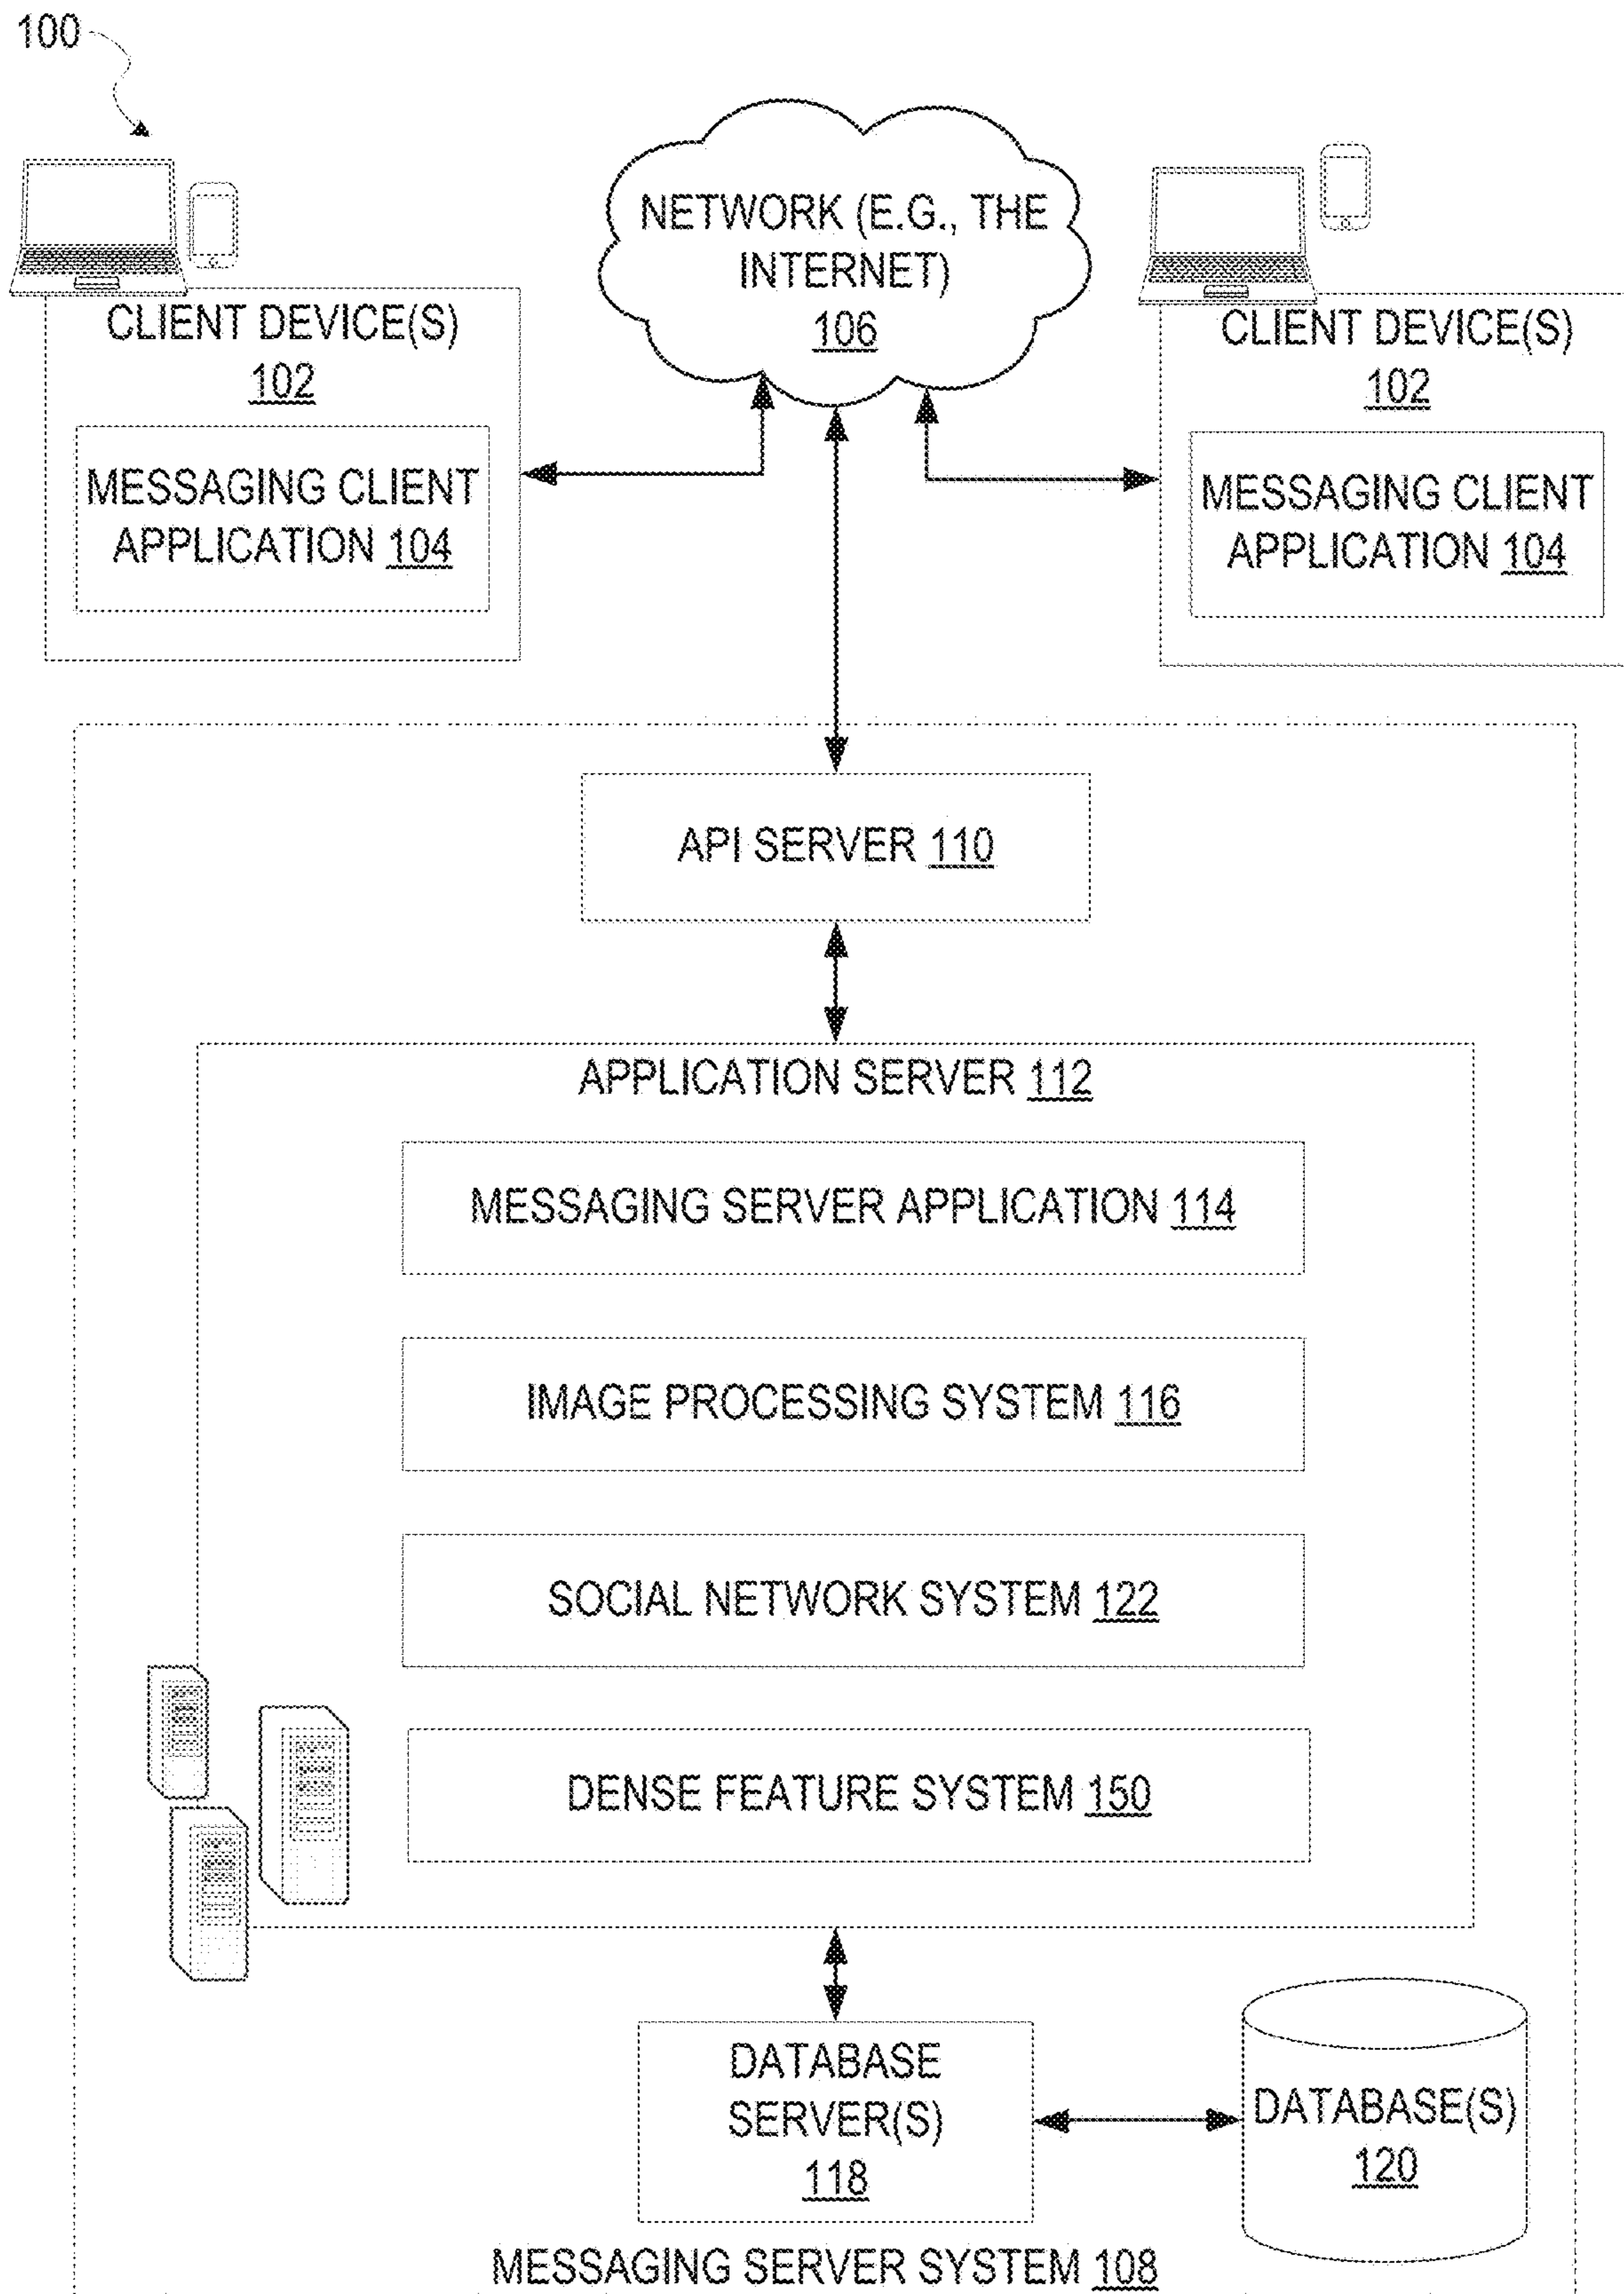 100
NETWORK (E.G., THE
INTERNET)
106
CLIENT DEVICE(S)
102
MESSAGING CLIENT
APPLICATION 104
CLIENT DEVICE(S)
102
MESSAGING CLIENT
APPLICATION 104
API SERVER 110
APPLICATION SERVER 112
MESSAGING SERVER APPLICATION 114
IMAGE PROCESSING SYSTEM 116
SOCIAL NETWORK SYSTEM 122
DENSE FEATURE SYSTEM 150
DATABASE
SERVER(S)
118
DATABASE(S)
120
MESSAGING SERVER SYSTEM 108